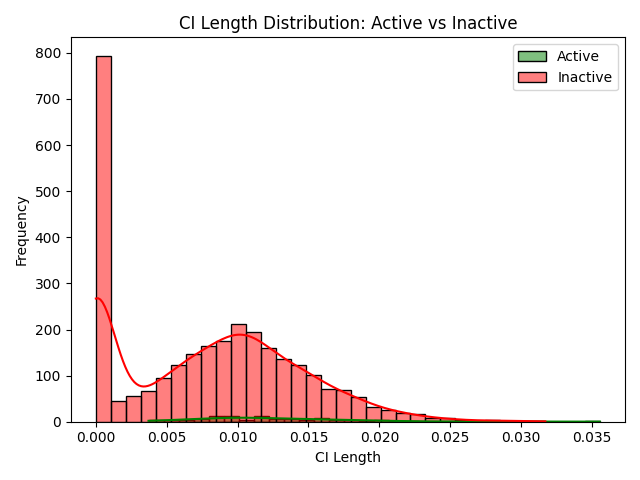 CI Length Distribution: Active vs Inactive
Active
Inactive
800
700
600
500
400
300
200
100
0
Frequency
0.000 0.005 0.010 0.015 0.020 0.025 0.030 0.035
CI Length